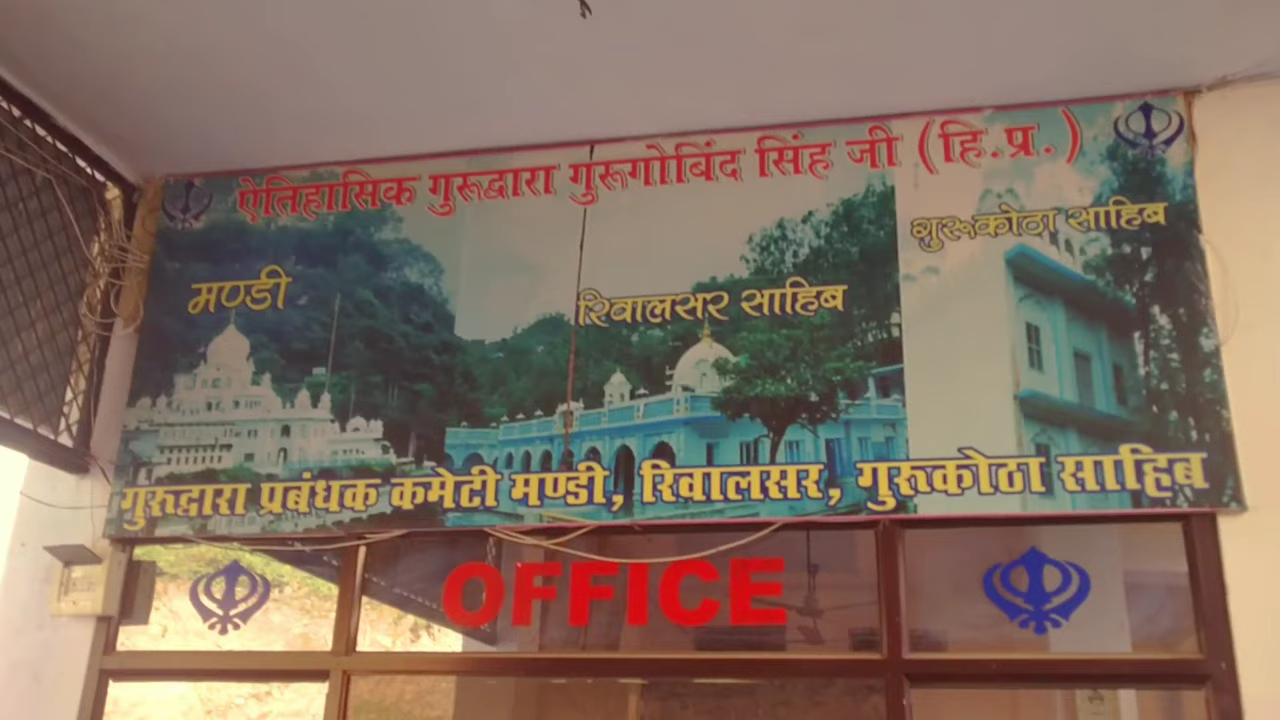 ऐतिहासिक गुरूद्वारा गुरूगोबिंद सिंह जी (हि.प्र.)
गुरूकोठा साहिब
मण्डी
रिवालसर साहिब
गुरूद्वारा प्रबंधक कमेटी मण्डी, रिवालसर, गुरूकोठा साहिब
OFFICE